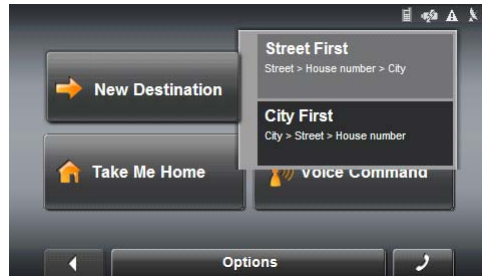 Street First
Street > House number > City
New Destination
City First
City > Street > House number
Take Me Home
Voice Command
Options